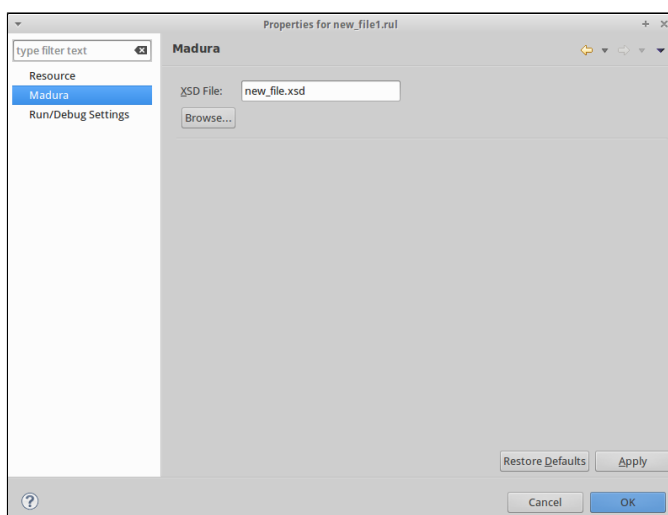 Properties for new_file1.rul
type filter text
Resource
Madura
Run/Debug Settings
Madura
XSD File: new_file.xsd
Browse...
Restore Defaults Apply
Cancel OK